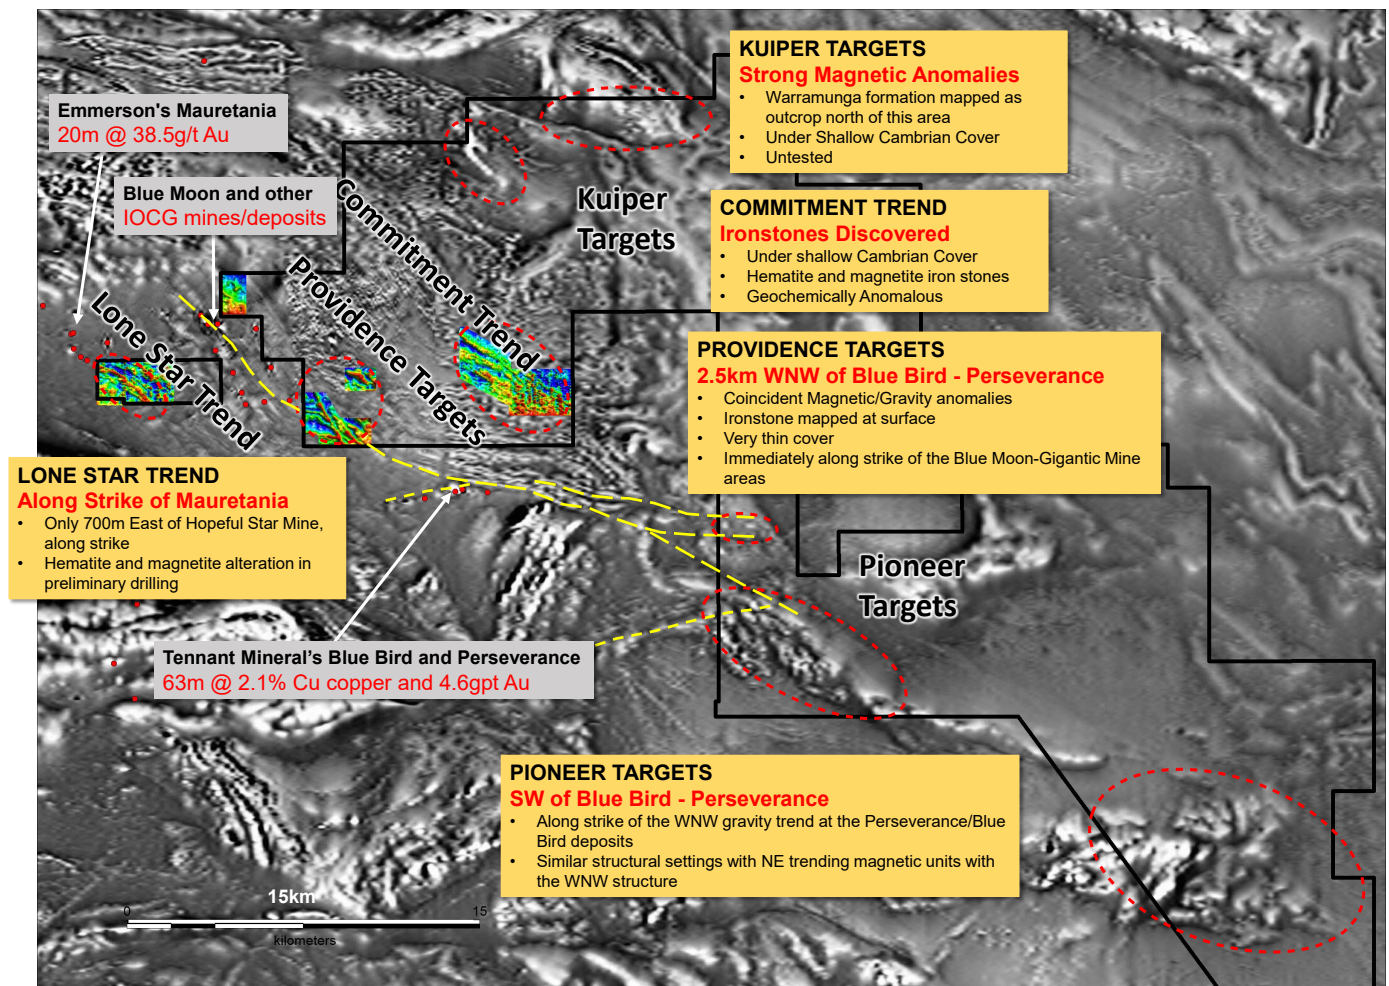 KUIPER TARGETS
Strong Magnetic Anomalies
• Warramunga formation mapped as
outcrop north of this area
• Under Shallow Cambrian Cover
• Untested
Emmerson's Mauretania
20m @ 38.5g/t Au
Blue Moon and other
IOCG mines/deposits
Kuiper
Targets
COMMITMENT TREND
Ironstones Discovered
• Under shallow Cambrian Cover
• Hematite and magnetite iron stones
• Geochemically Anomalous
Commitment Trend
Providence Targets
Lone Star Trend
PROVIDENCE TARGETS
2.5km WNW of Blue Bird - Perseverance
• Coincident Magnetic/Gravity anomalies
• Ironstone mapped at surface
• Very thin cover
• Immediately along strike of the Blue Moon-Gigantic Mine
areas
LONE STAR TREND
Along Strike of Mauretania
• Only 700m East of Hopeful Star Mine,
along strike
• Hematite and magnetite alteration in
preliminary drilling
Pioneer
Targets
Tennant Mineral’s Blue Bird and Perseverance
63m @ 2.1% Cu copper and 4.6gpt Au
PIONEER TARGETS
SW of Blue Bird - Perseverance
• Along strike of the WNW gravity trend at the Perseverance/Blue
Bird deposits
• Similar structural settings with NE trending magnetic units with
the WNW structure
15km
0 15
kilometers